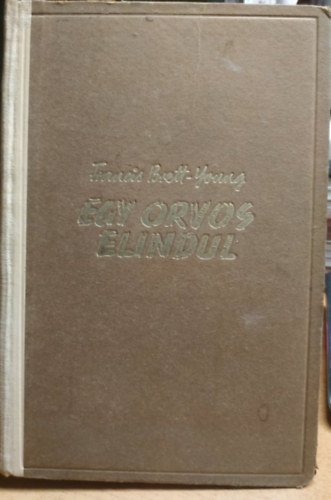 Francis Brett-Young
EGY ORVOS
ELINDUL